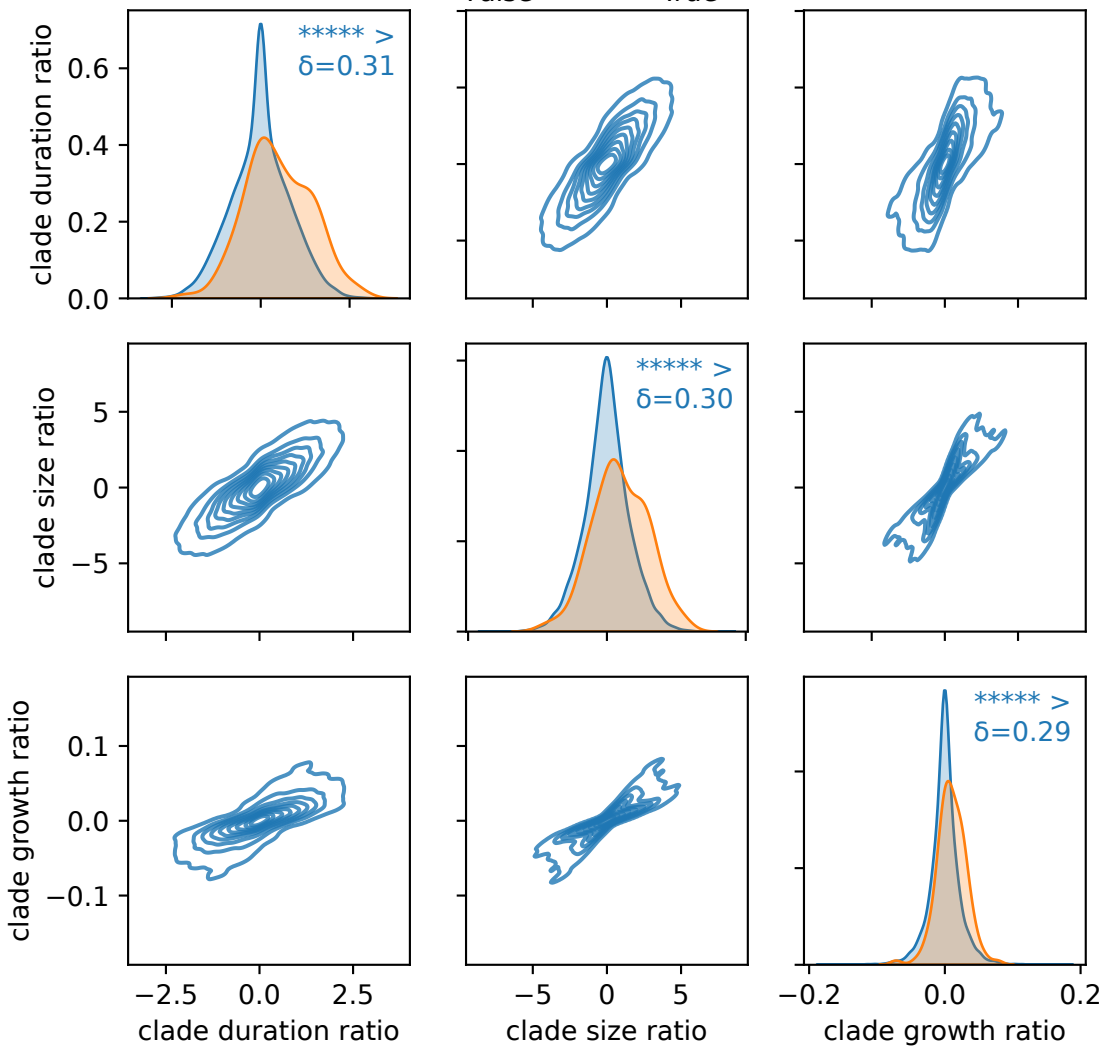 ***** >
δ=0.31
clade duration ratio
0.6
0.4
0.2
0.0
***** >
δ=0.30
clade size ratio
5
0
−5
***** >
δ=0.29
clade growth ratio
0.1
0.0
−0.1
−2.5 0.0 2.5 −5 0 5 −0.2 0.0 0.2
clade duration ratio clade size ratio clade growth ratio